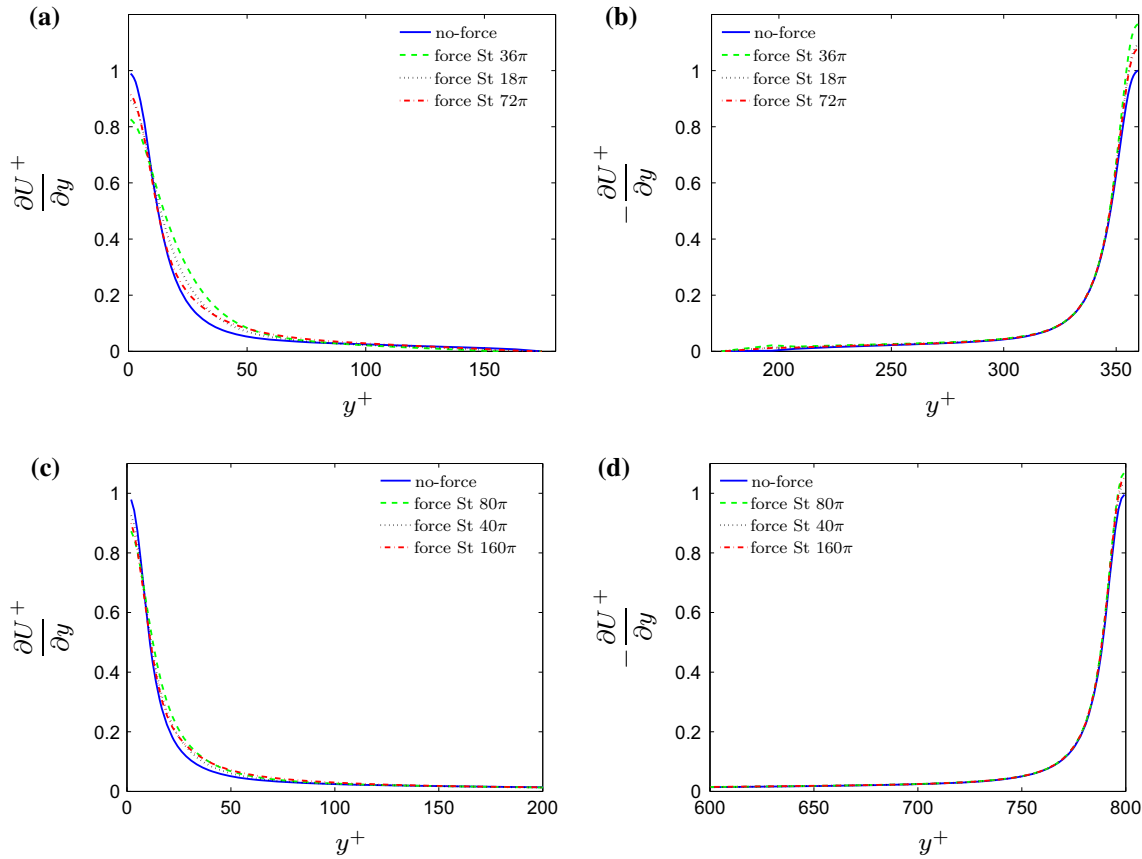 (a)
no-force
force St 36π
force St 18π
force St 72π
1
0.8
0.6
0.4
0.2
0
∂U⁺
∂y
0 50 100 150
y⁺
(b)
no-force
force St 36π
force St 18π
force St 72π
1
0.8
0.6
0.4
0.2
0
−∂U⁺
∂y
200 250 300 350
y⁺
(c)
no-force
force St 80π
force St 40π
force St 160π
1
0.8
0.6
0.4
0.2
0
∂U⁺
∂y
0 50 100 150 200
y⁺
(d)
no-force
force St 80π
force St 40π
force St 160π
1
0.8
0.6
0.4
0.2
0
−∂U⁺
∂y
600 650 700 750 800
y⁺